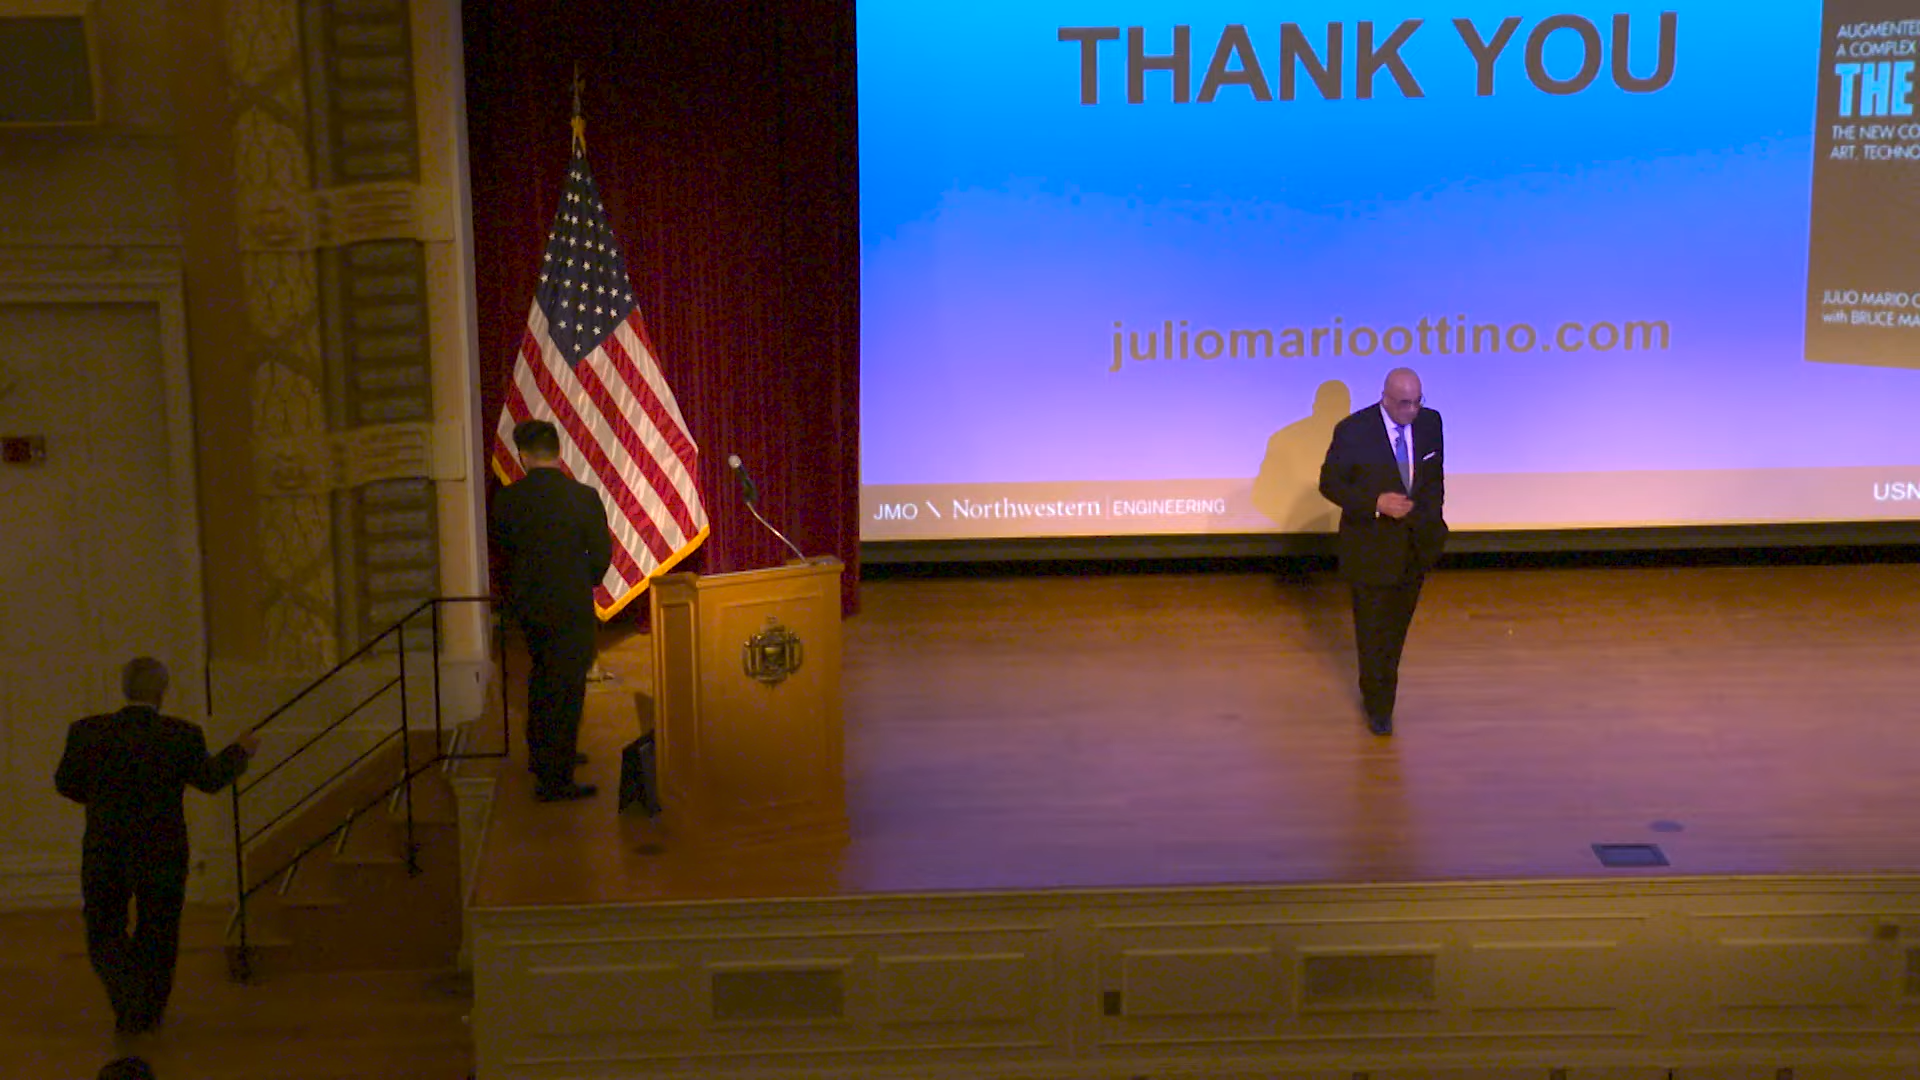 THANK YOU
juliomarioottino.com
JMO \ Northwestern | ENGINEERING
USN
AUGMENTED
A COMPLEX
THE
THE NEW CO
ART, TECHNO
JULIO MARIO O
with BRUCE MA